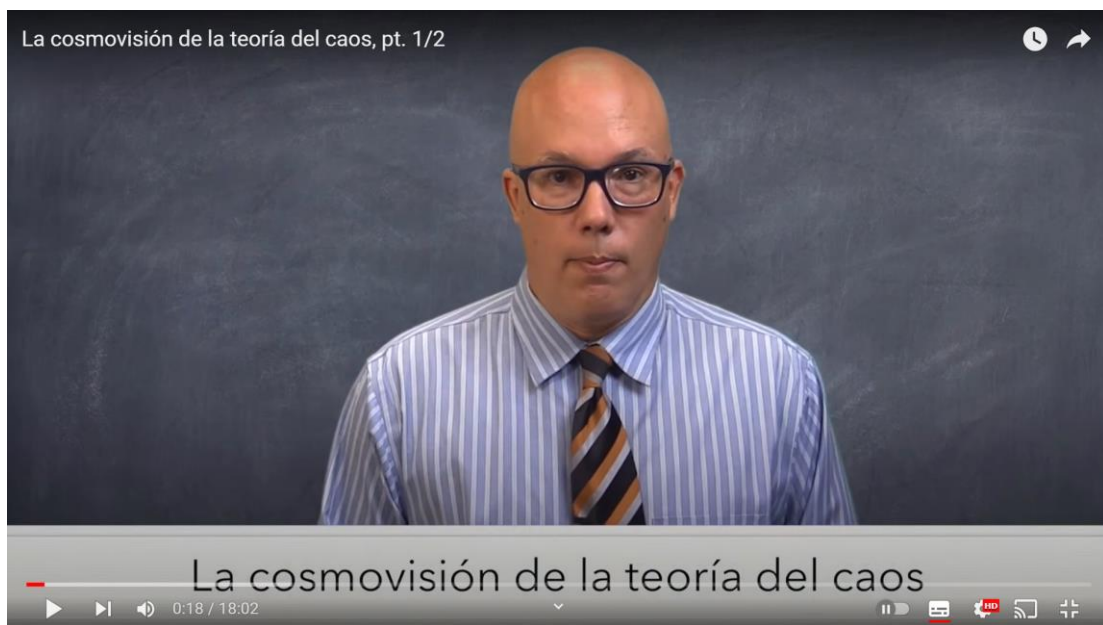 La cosmovisión de la teoría del caos, pt. 1/2
La cosmovisión de la teoría del caos
0:18 / 18:02
HD